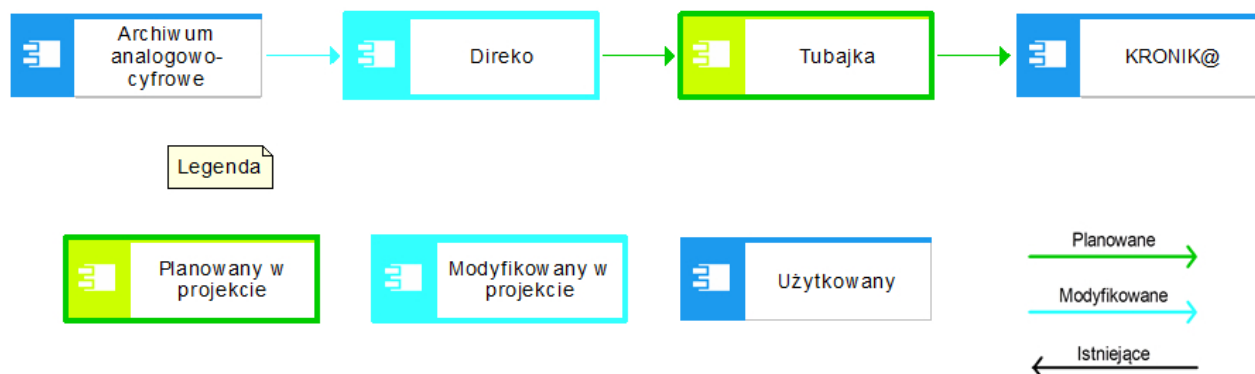 Archiwum
analogowo-
cyfrowe
Direko
Tubajka
KRONIK@
Legenda
Planowany w
projekcie
Modyfikowany w
projekcie
Użytkowany
Planowane
Modyfikowane
Istniejące